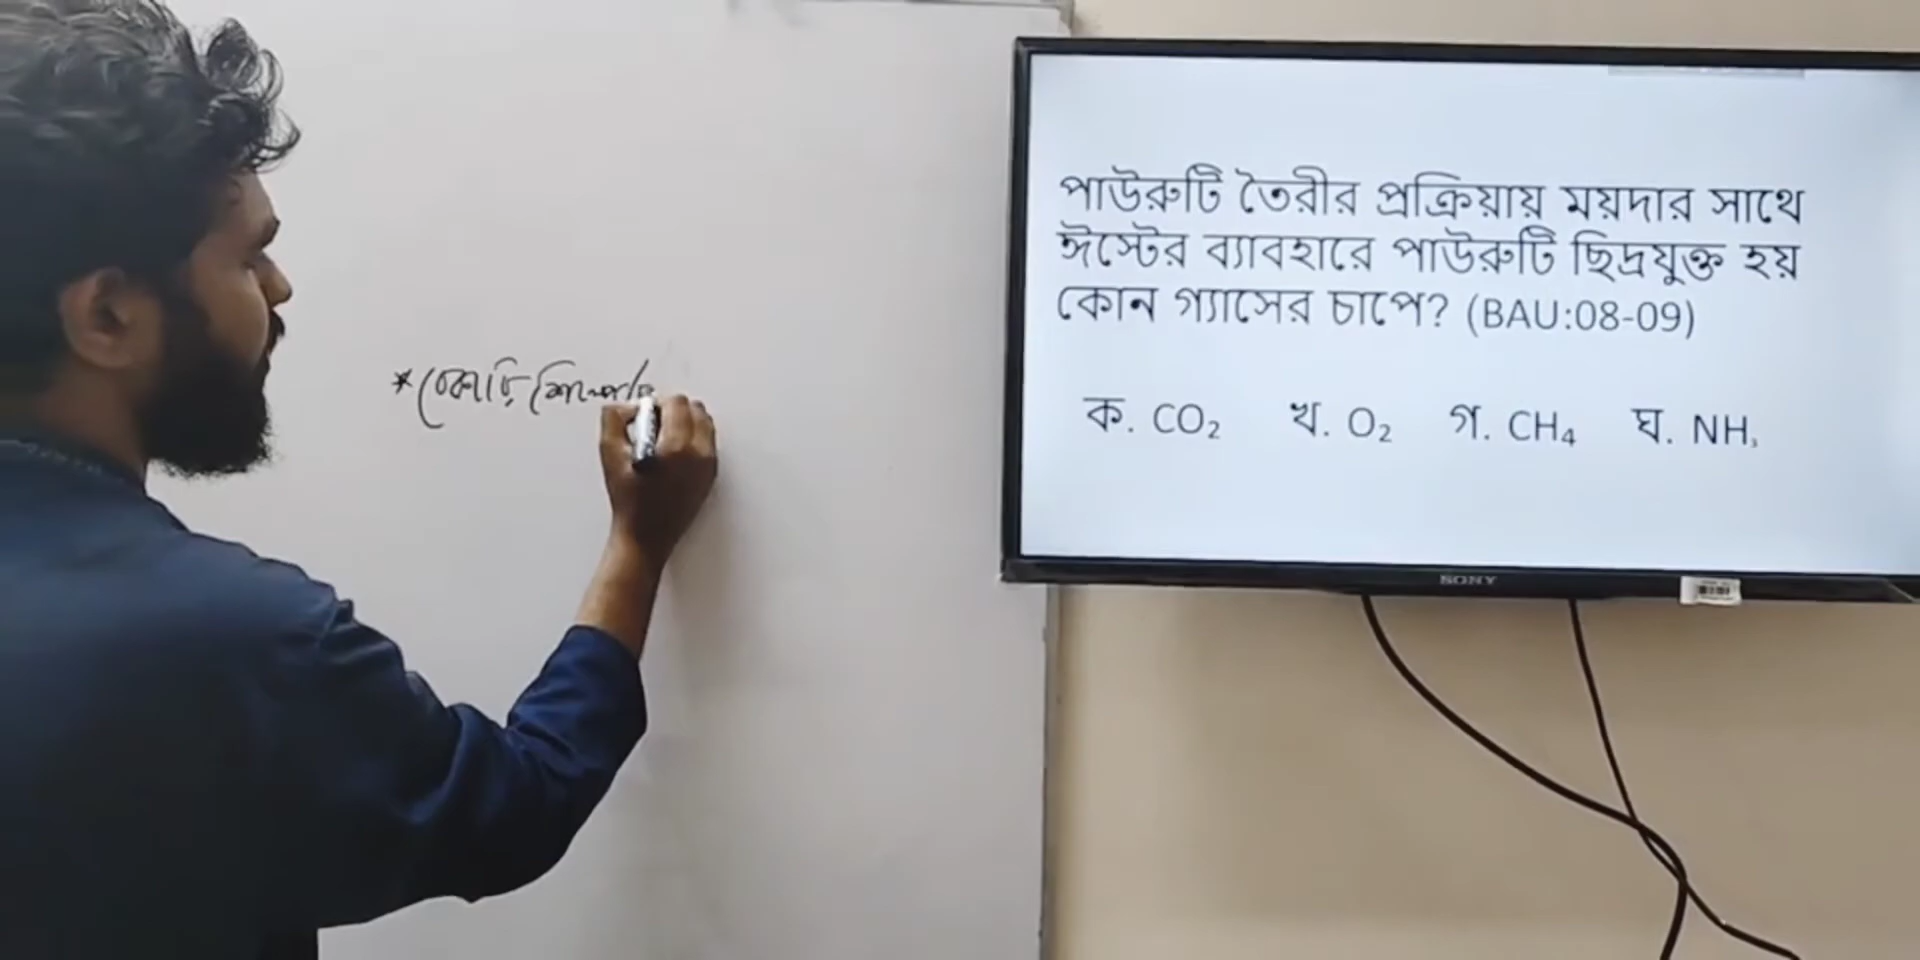 * বেকারি শিল্পে
পাউরুটি তৈরীর প্রক্রিয়ায় ময়দার সাথে
ঈস্টের ব্যাবহারে পাউরুটি ছিদ্রযুক্ত হয়
কোন গ্যাসের চাপে? (BAU:08-09)
ক. CO₂ খ. O₂ গ. CH₄ ঘ. NH₃
SONY